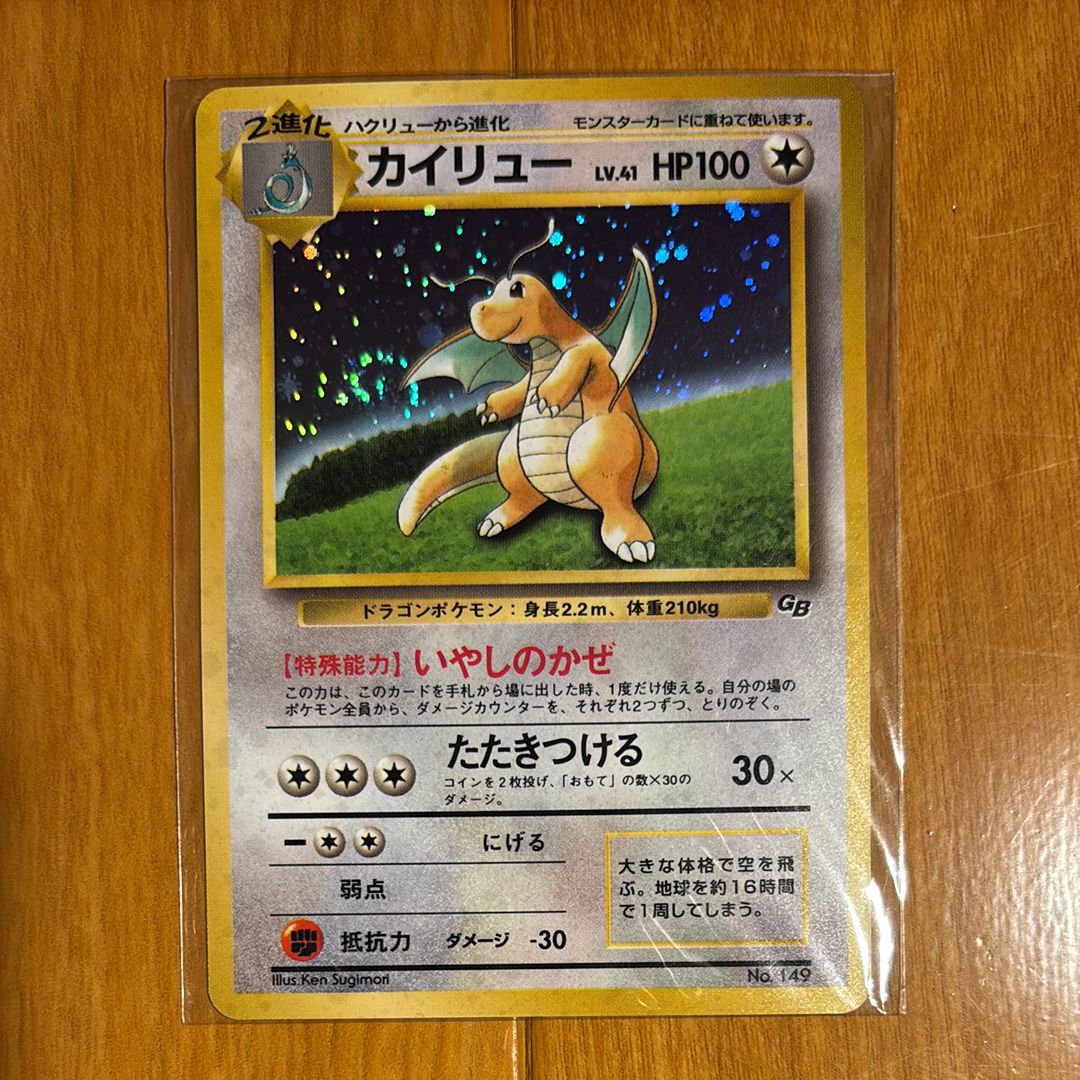 2進化 ハクリューから進化 モンスターカードに重ねて使います。
カイリュー LV.41 HP100
ドラゴンポケモン：身長2.2m、体重210kg GB
【特殊能力】いやしのかぜ
この力は、このカードを手札から場に出した時、1度だけ使える。自分の場の
ポケモン全員から、ダメージカウンターを、それぞれ2つずつ、とりのぞく。
たたきつける 30×
コインを2枚投げ、「おもて」の数×30の
ダメージ。
ー にげる
弱点
抵抗力 ダメージ -30
大きな体格で空を飛
ぶ。地球を約16時間
で1周してしまう。
Illus.Ken Sugimori No. 149